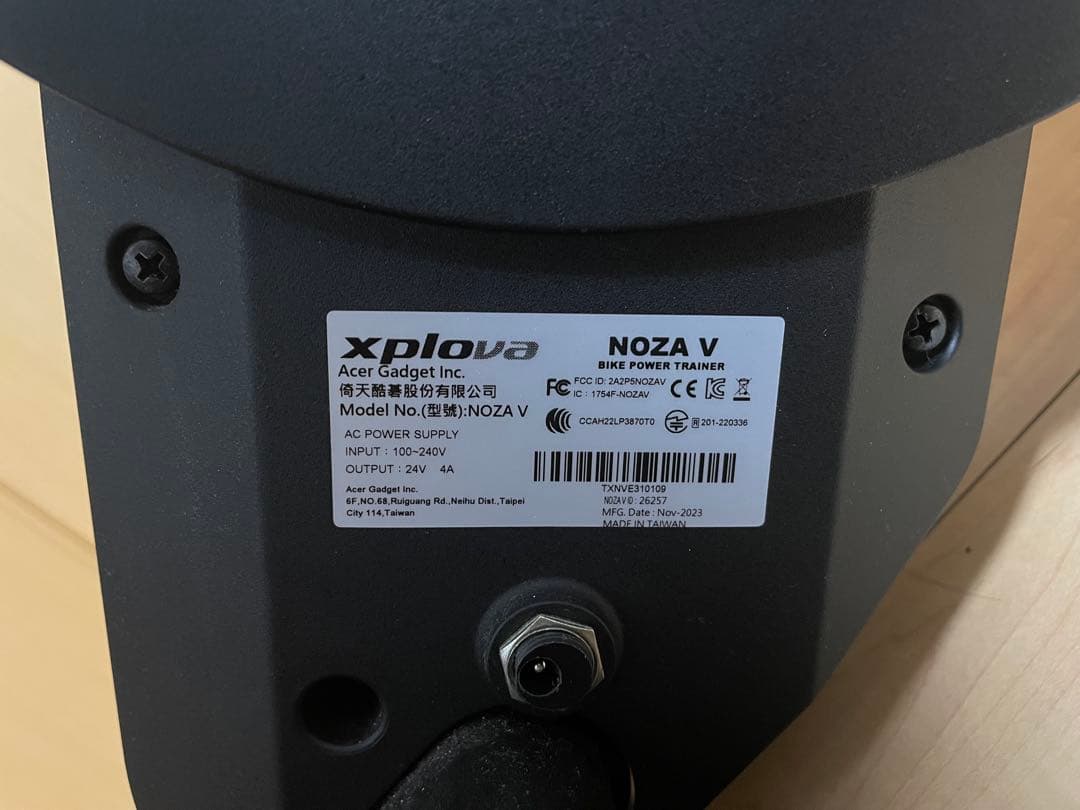 xplova
Acer Gadget Inc.
倚天酷碁股份有限公司
Model No.(型號):NOZA V
AC POWER SUPPLY
INPUT : 100~240V
OUTPUT : 24V 4A
Acer Gadget Inc.
6F,NO.68,Ruiguang Rd.,Neihu Dist.,Taipei
City 114,Taiwan
NOZA V
BIKE POWER TRAINER
FC FCC ID: 2A2P5NOZAV
IC : 1754F-NOZAV
CE
CCAH22LP3870T0
R 201-220336
TXNVE310109
NOZA V ID : 26257
MFG. Date : Nov-2023
MADE IN TAIWAN